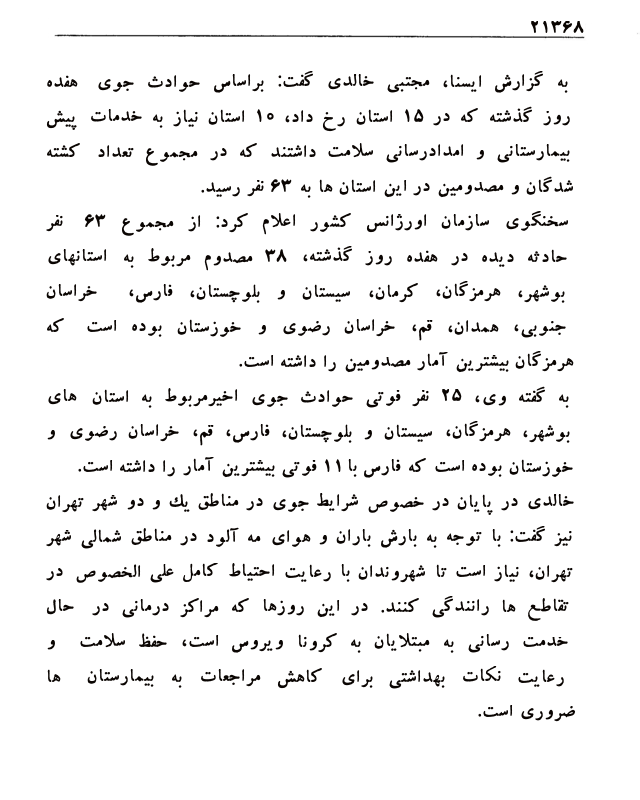 ۲۱۳۶۸
به گزارش ایسنا، مجتبی خالدی گفت: براساس حوادث جوی هفده
روز گذشته که در ۱۵ استان رخ داد، ۱۰ استان نیاز به خدمات پیش
بیمارستانی و امدادرسانی سلامت داشتند که در مجموع تعداد کشته
شدگان و مصدومین در این استان ها به ۶۳ نفر رسید.
سخنگوی سازمان اورژانس کشور اعلام کرد: از مجموع ۶۳ نفر
حادثه دیده در هفده روز گذشته، ۳۸ مصدوم مربوط به استانهای
بوشهر، هرمزگان، کرمان، سیستان و بلوچستان، فارس، خراسان
جنوبی، همدان، قم، خراسان رضوی و خوزستان بوده است که
هرمزگان بیشترین آمار مصدومین را داشته است.
به گفته وی، ۲۵ نفر فوتی حوادث جوی اخیرمربوط به استان های
بوشهر، هرمزگان، سیستان و بلوچستان، فارس، قم، خراسان رضوی و
خوزستان بوده است که فارس با ۱۱ فوتی بیشترین آمار را داشته است.
خالدی در پایان در خصوص شرایط جوی در مناطق یك و دو شهر تهران
نیز گفت: با توجه به بارش باران و هوای مه آلود در مناطق شمالی شهر
تهران، نیاز است تا شهروندان با رعایت احتیاط کامل علی الخصوص در
تقاطع ها رانندگی کنند. در این روزها که مراکز درمانی در حال
خدمت رسانی به مبتلایان به کرونا ویروس است، حفظ سلامت و
رعایت نکات بهداشتی برای کاهش مراجعات به بیمارستان ها
ضروری است.